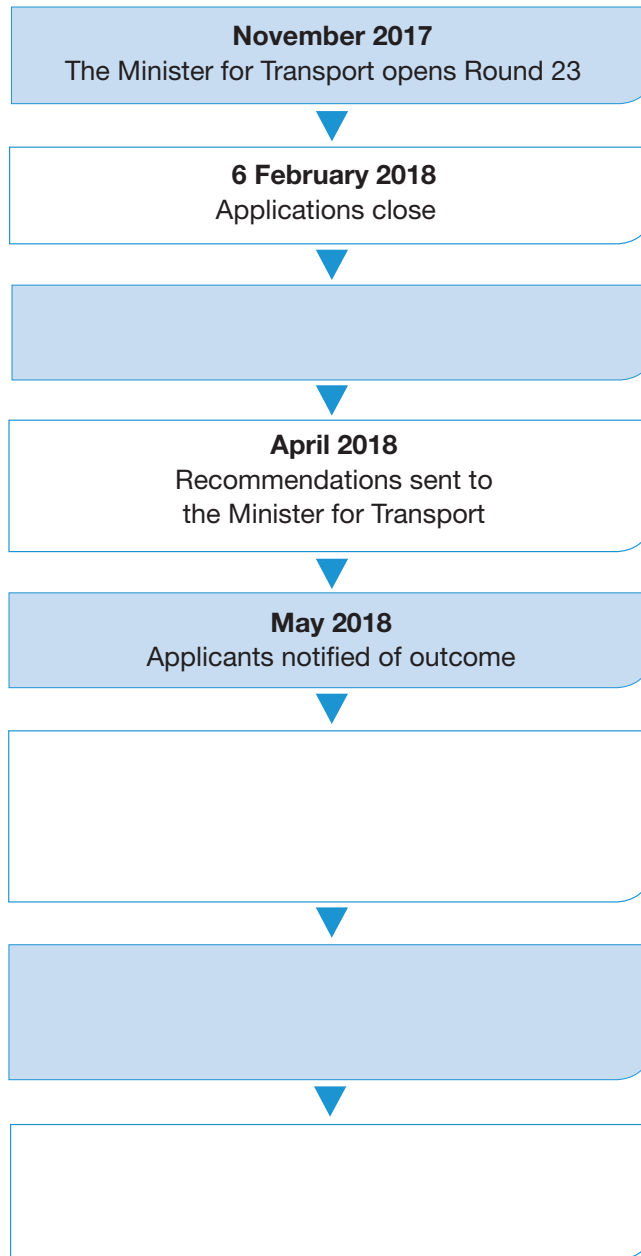 November 2017
The Minister for Transport opens Round 23
6 February 2018
Applications close
April 2018
Recommendations sent to
the Minister for Transport
May 2018
Applicants notified of outcome